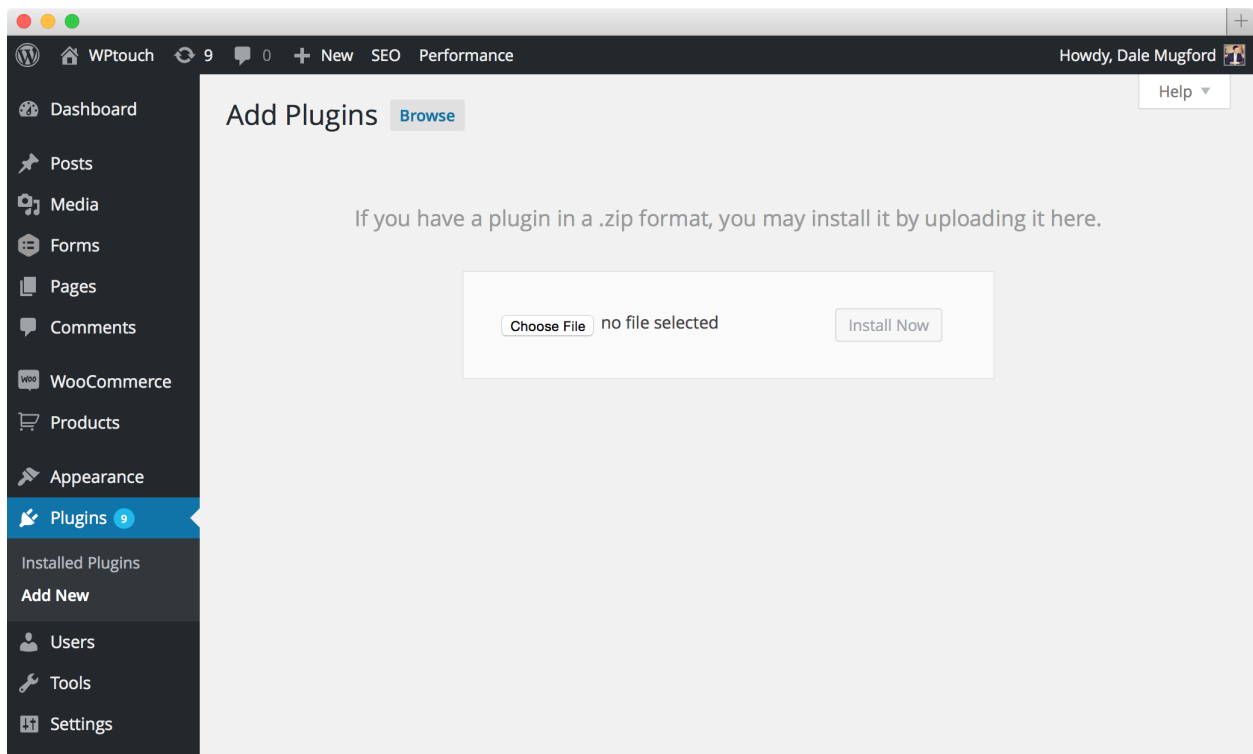 WPtouch 9 0 New SEO Performance Howdy, Dale Mugford
Help
Dashboard
Add Plugins Browse
Posts
Media
If you have a plugin in a .zip format, you may install it by uploading it here.
Forms
Pages
Comments
Choose File no file selected Install Now
WOO WooCommerce
Products
Appearance
Plugins 9
Installed Plugins
Add New
Users
Tools
Settings